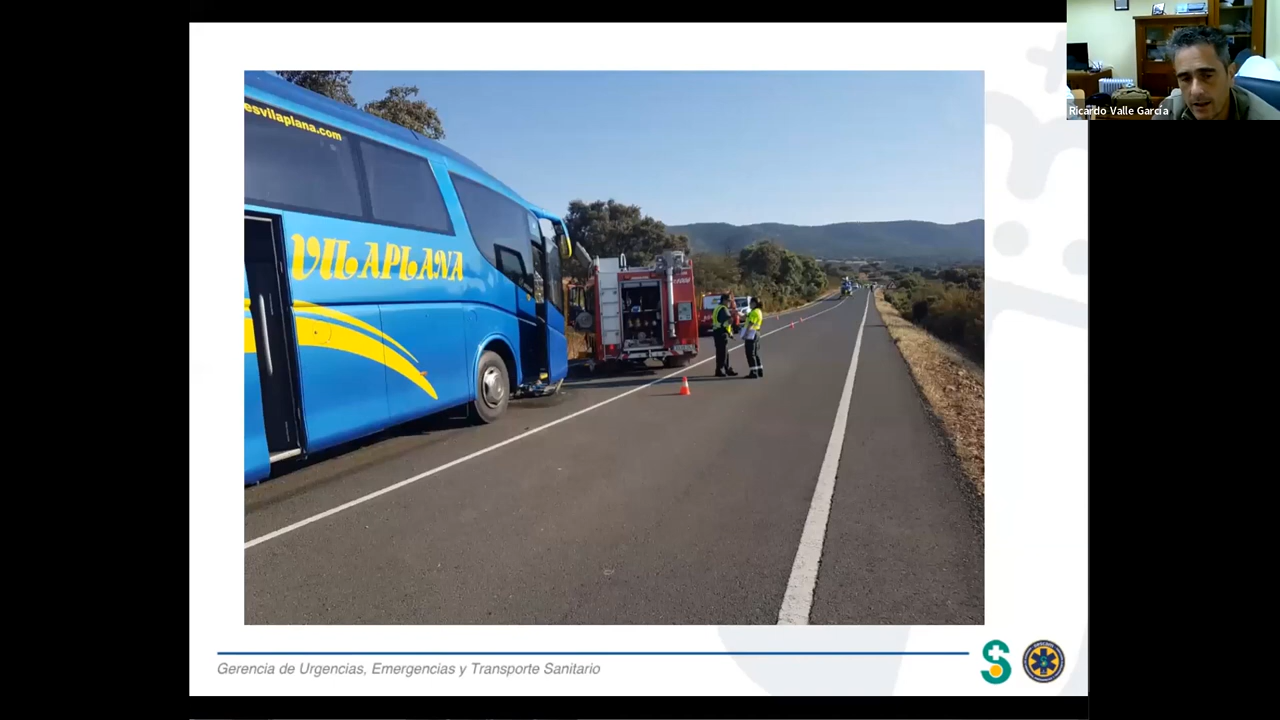 esvilaplana.com
VILAPLANA
Ricardo Valle García
Gerencia de Urgencias, Emergencias y Transporte Sanitario